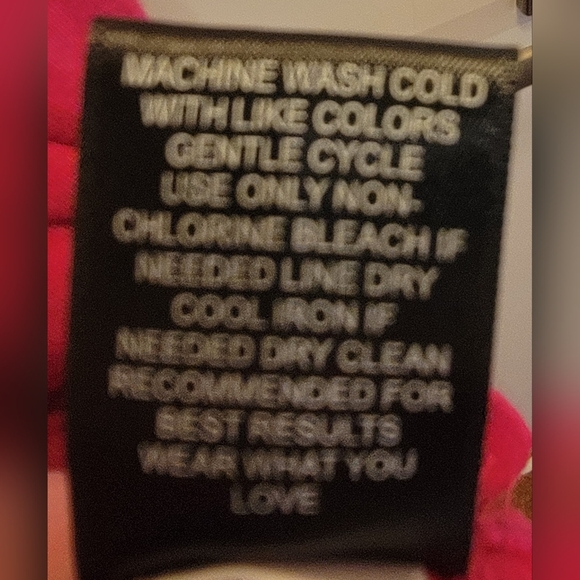 MACHINE WASH COLD
WITH LIKE COLORS
GENTLE CYCLE
USE ONLY NON-
CHLORINE BLEACH IF
NEEDED LINE DRY
COOL IRON IF
NEEDED DRY CLEAN
RECOMMENDED FOR
BEST RESULTS
WEAR WHAT YOU
LOVE